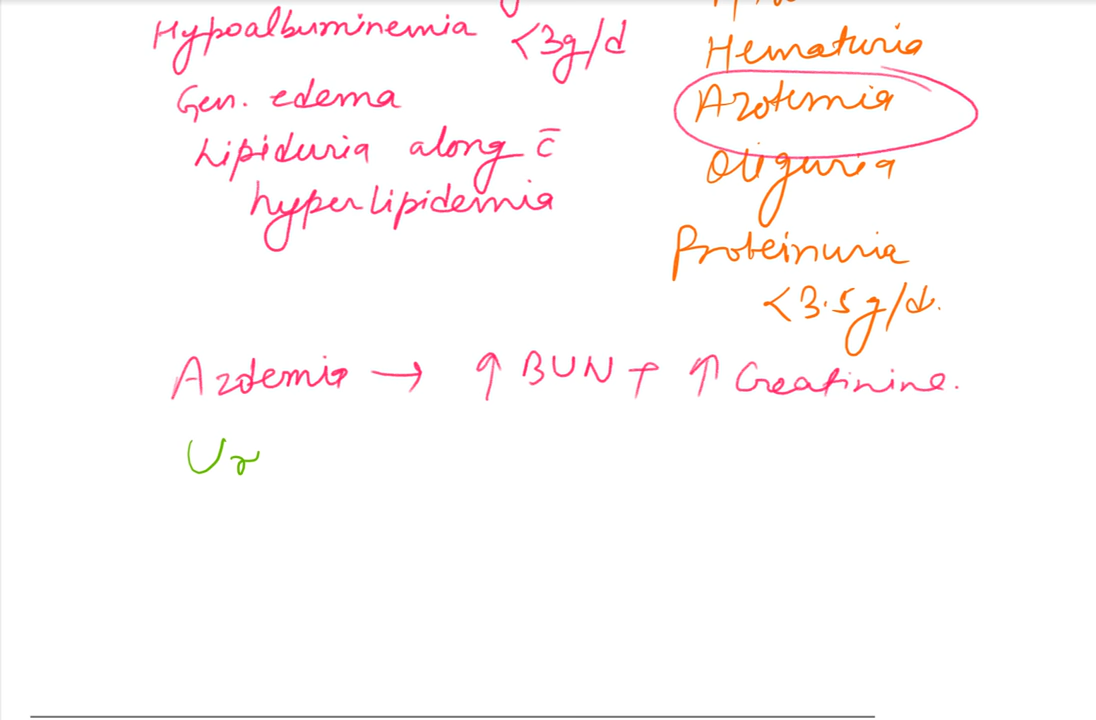 Hypoalbuminemia <3g/d
Gen. edema
Lipiduria along c̄
hyperlipidemia
Hematuria
Azotemia
Oliguria
Proteinuria
<3.5g/d.
Azotemia → ↑ BUN + ↑ Creatinine.
Ur